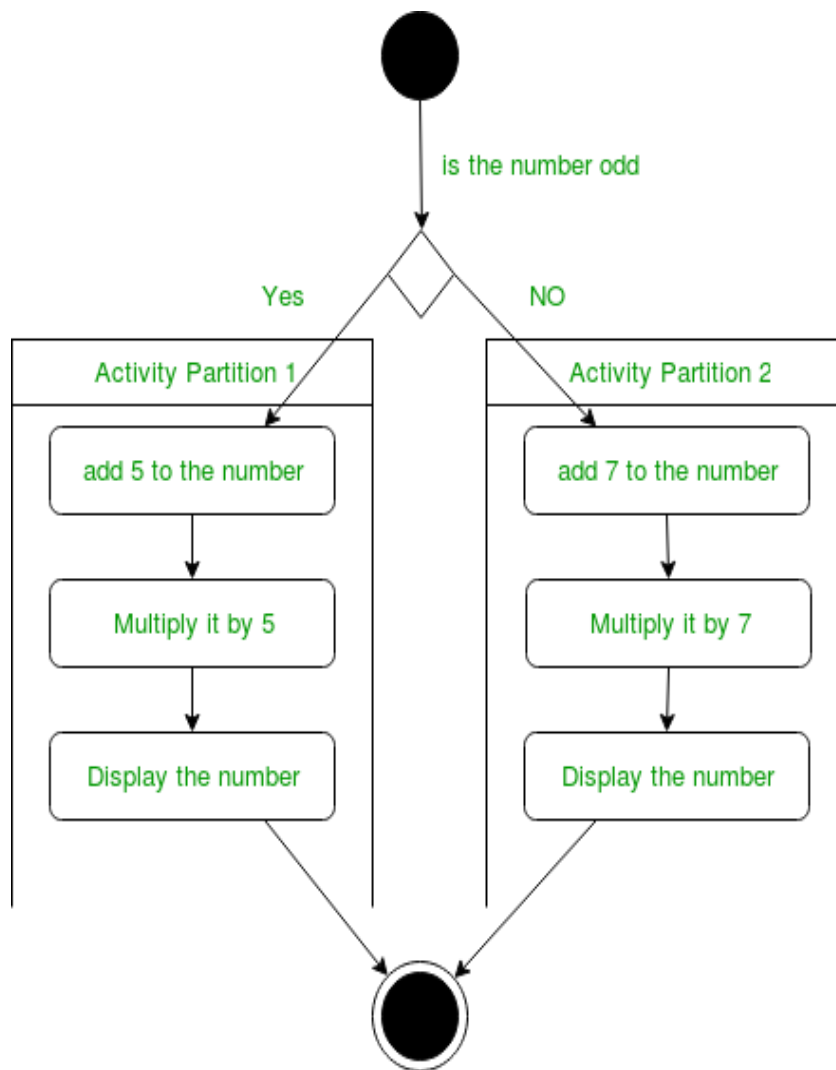 is the number odd
Yes
NO
Activity Partition 1
Activity Partition 2
add 5 to the number
add 7 to the number
Multiply it by 5
Multiply it by 7
Display the number
Display the number